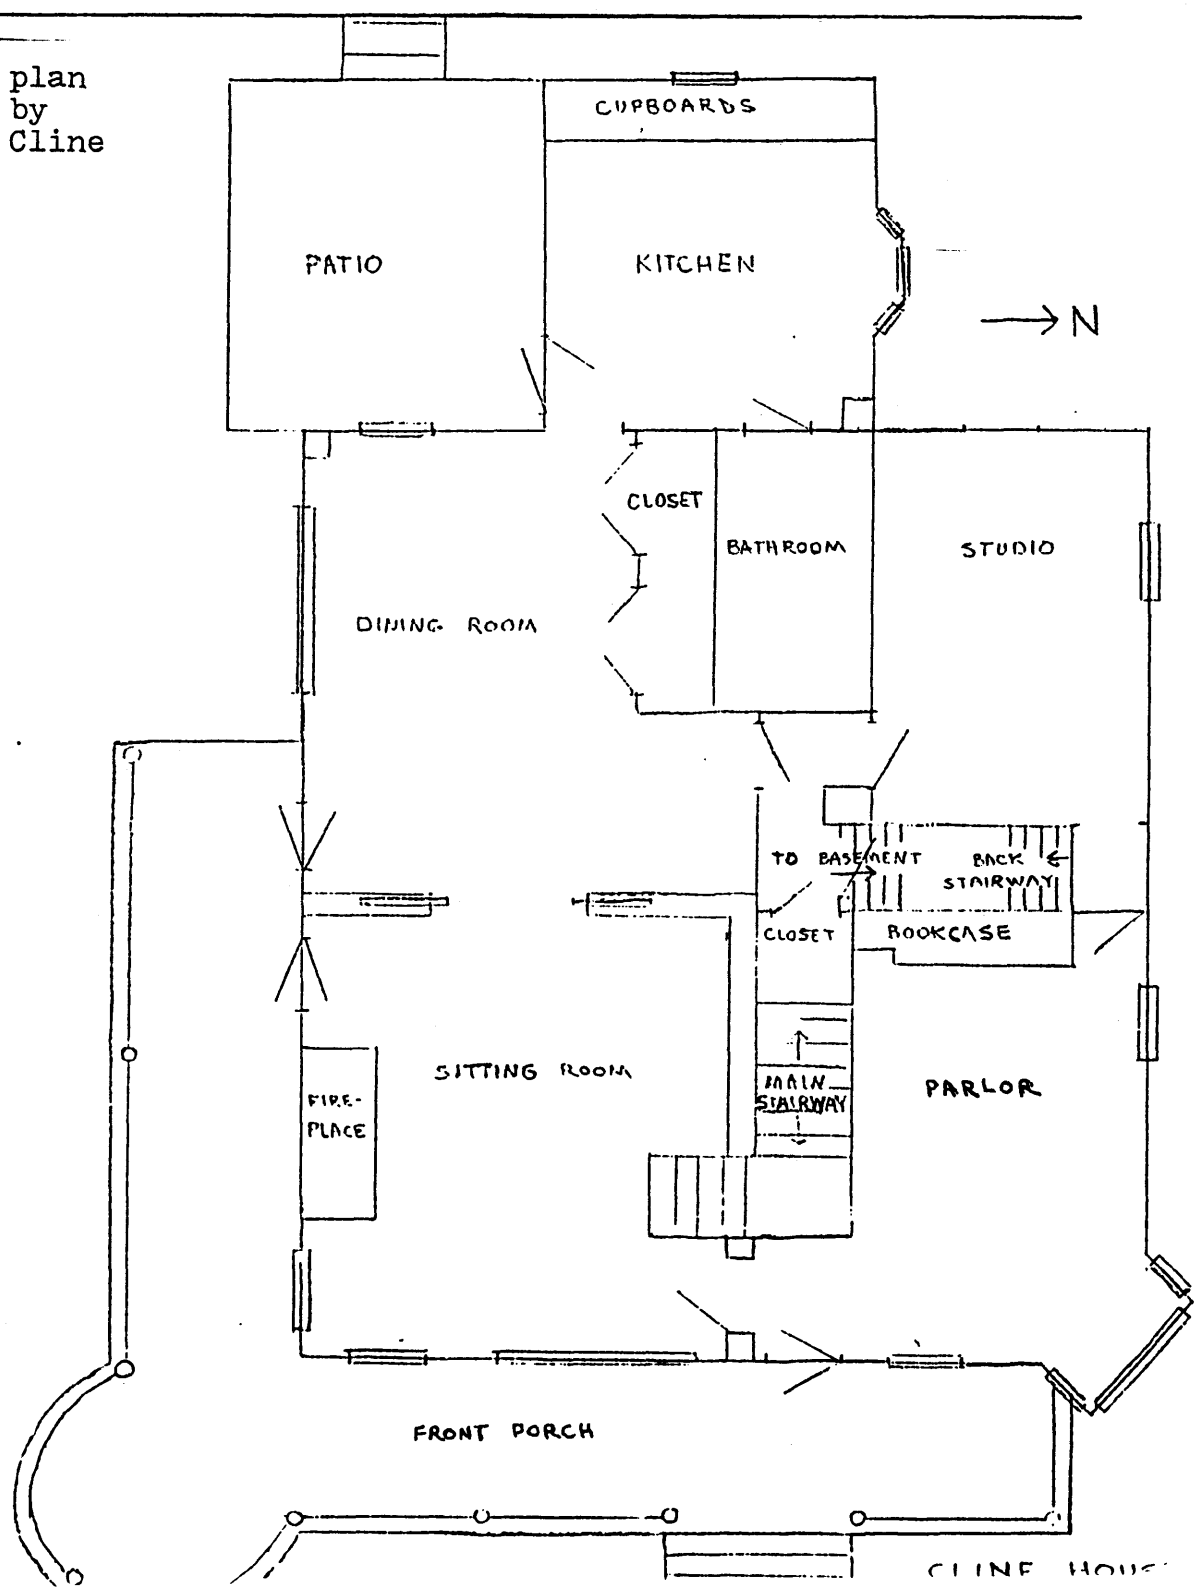 plan
by
Cline
CUPBOARDS
PATIO
KITCHEN
N
CLOSET
BATHROOM
STUDIO
DINING ROOM
TO BASEMENT
BACK
STAIRWAY
CLOSET
BOOKCASE
SITTING ROOM
MAIN
STAIRWAY
PARLOR
FIRE-
PLACE
FRONT PORCH
CLINE